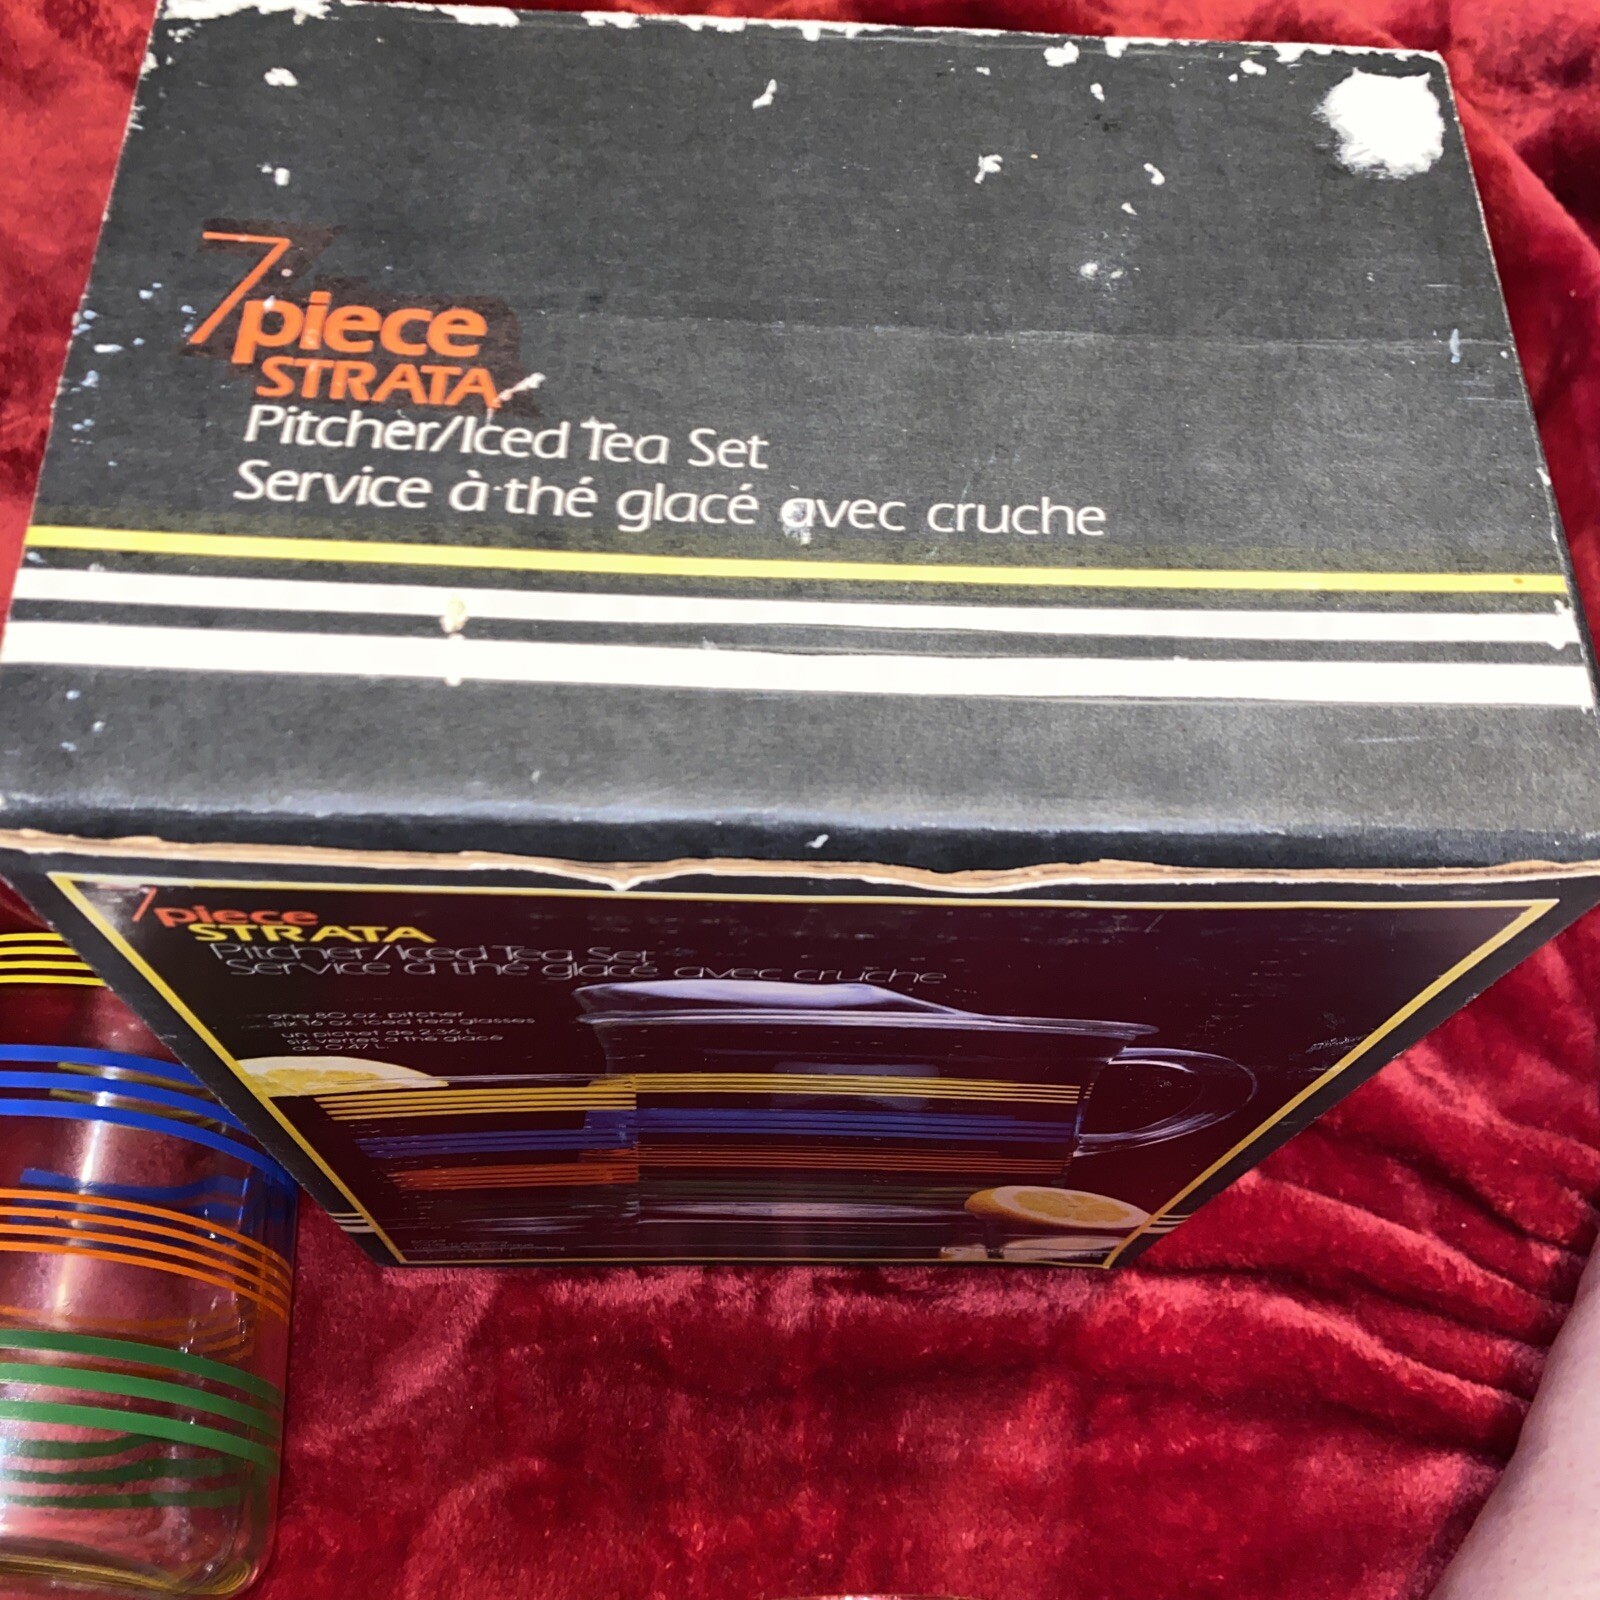 7 piece
STRATA
Pitcher/Iced Tea Set
Service à thé glacé avec cruche
7 piece
STRATA
Pitcher/Iced Tea Set
Service à thé glacé avec cruche
one 80 oz. pitcher
six 16 oz. iced tea glasses
un pichet de 2.36 L
six verres à thé glacé
de 0.47 L